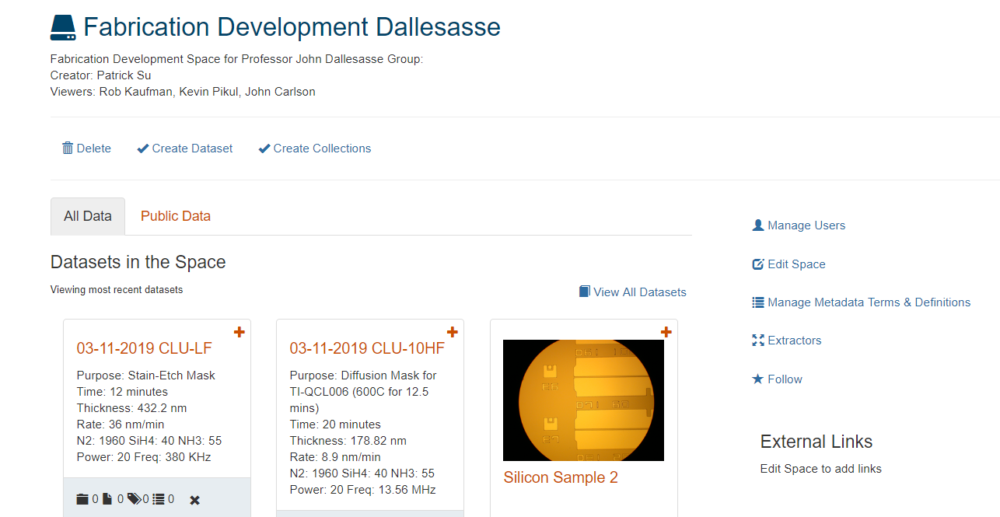 Fabrication Development Dallesasse
Fabrication Development Space for Professor John Dallesasse Group:
Creator: Patrick Su
Viewers: Rob Kaufman, Kevin Pikul, John Carlson
Delete Create Dataset Create Collections
All Data Public Data
Datasets in the Space
Viewing most recent datasets
View All Datasets
03-11-2019 CLU-LF
Purpose: Stain-Etch Mask
Time: 12 minutes
Thickness: 432.2 nm
Rate: 36 nm/min
N2: 1960 SiH4: 40 NH3: 55
Power: 20 Freq: 380 KHz
0 0 0 0
03-11-2019 CLU-10HF
Purpose: Diffusion Mask for
TI-QCL006 (600C for 12.5
mins)
Time: 20 minutes
Thickness: 178.82 nm
Rate: 8.9 nm/min
N2: 1960 SiH4: 40 NH3: 55
Power: 20 Freq: 13.56 MHz
Silicon Sample 2
Manage Users
Edit Space
Manage Metadata Terms & Definitions
Extractors
Follow
External Links
Edit Space to add links